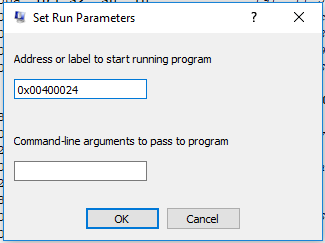 Set Run Parameters
?
Address or label to start running program
0x00400024
Command-line arguments to pass to program
OK
Cancel